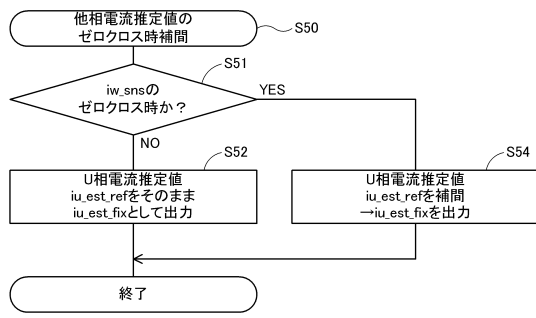 他相電流推定値の
ゼロクロス時補間
S50
S51
iw_snsの
ゼロクロス時か？
YES
NO
S52
U相電流推定値
iu_est_refをそのまま
iu_est_fixとして出力
S54
U相電流推定値
iu_est_refを補間
→iu_est_fixを出力
終了